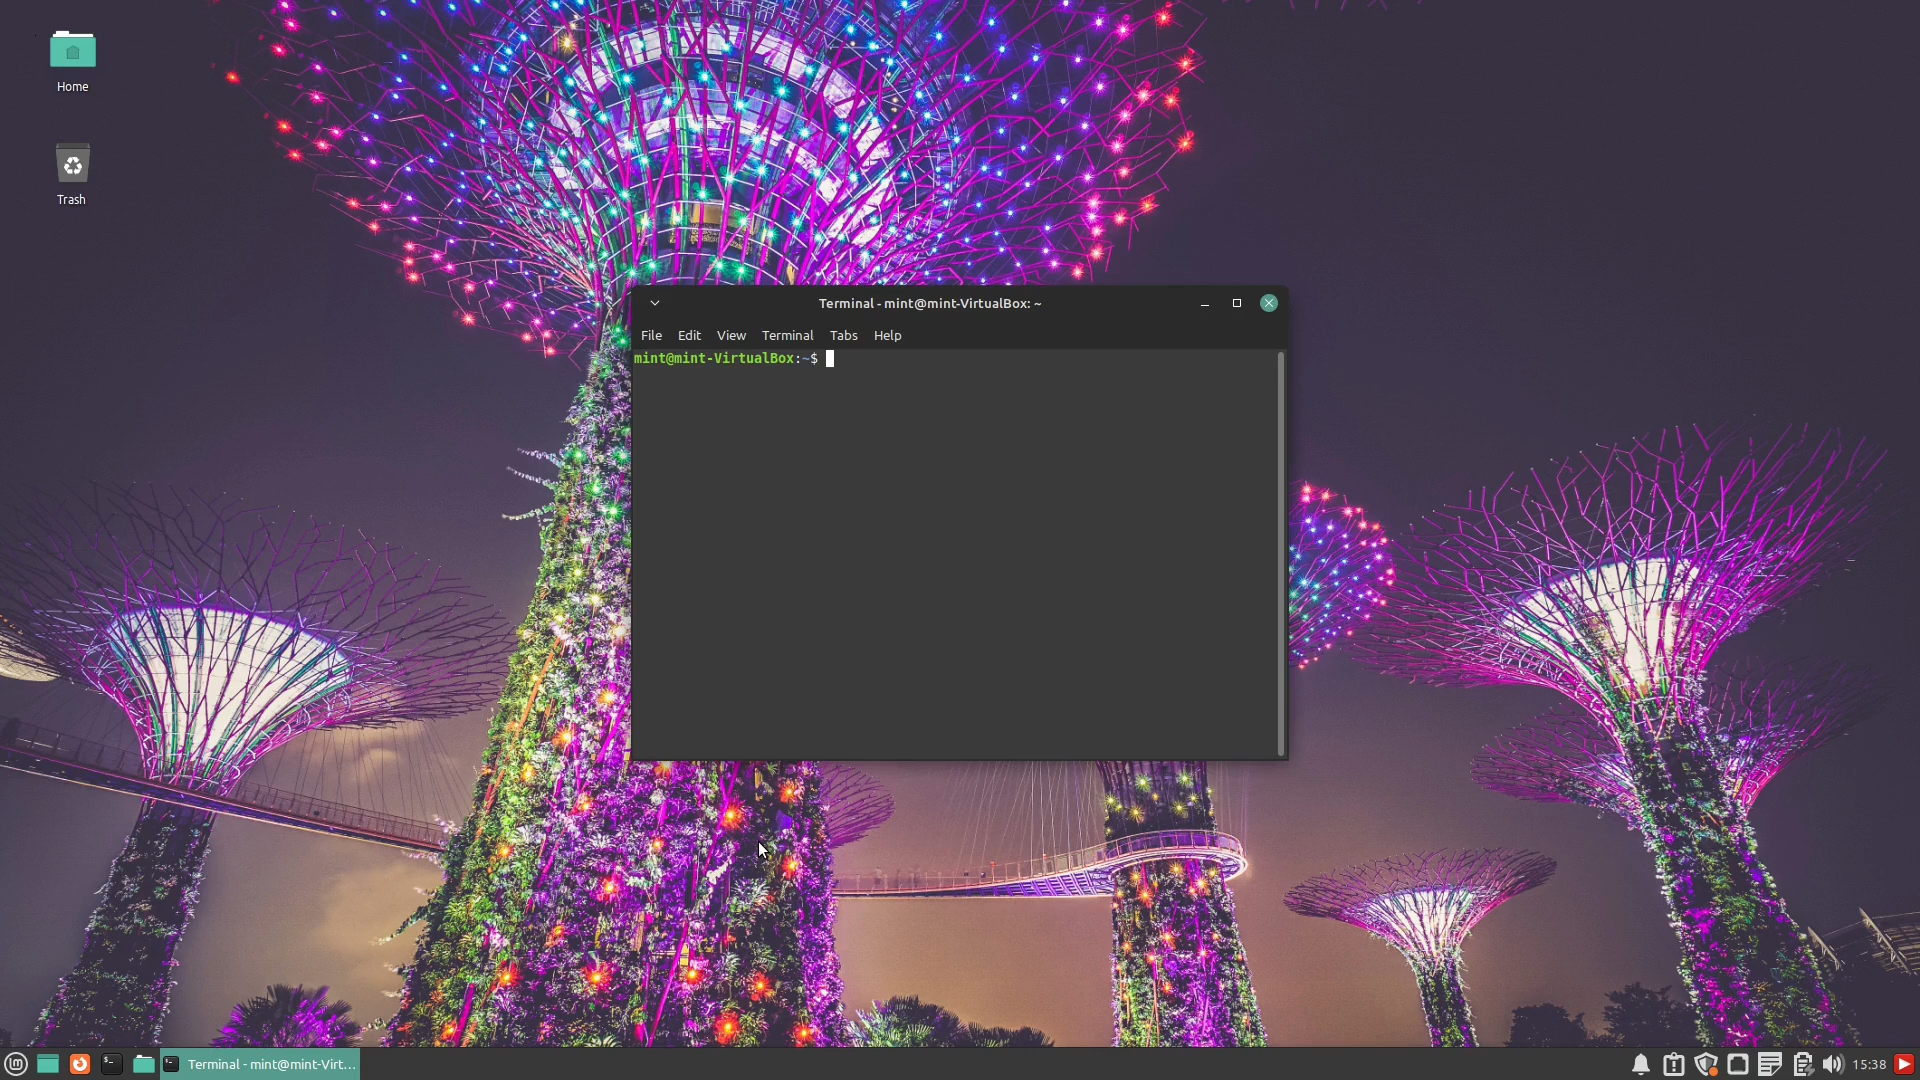 Home
Trash
Terminal - mint@mint-VirtualBox: ~
File Edit View Terminal Tabs Help
mint@mint-VirtualBox:~$
Terminal - mint@mint-Virt...
15:38